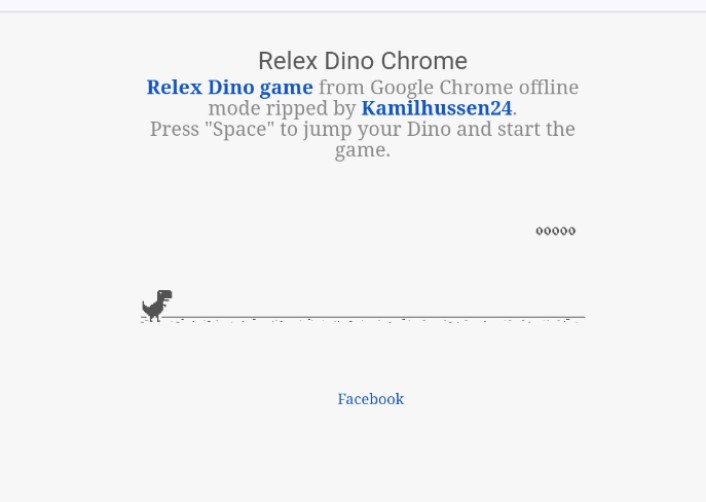 Relex Dino Chrome
Relex Dino game from Google Chrome offline
mode ripped by Kamilhussen24.
Press "Space" to jump your Dino and start the
game.
00000
Facebook